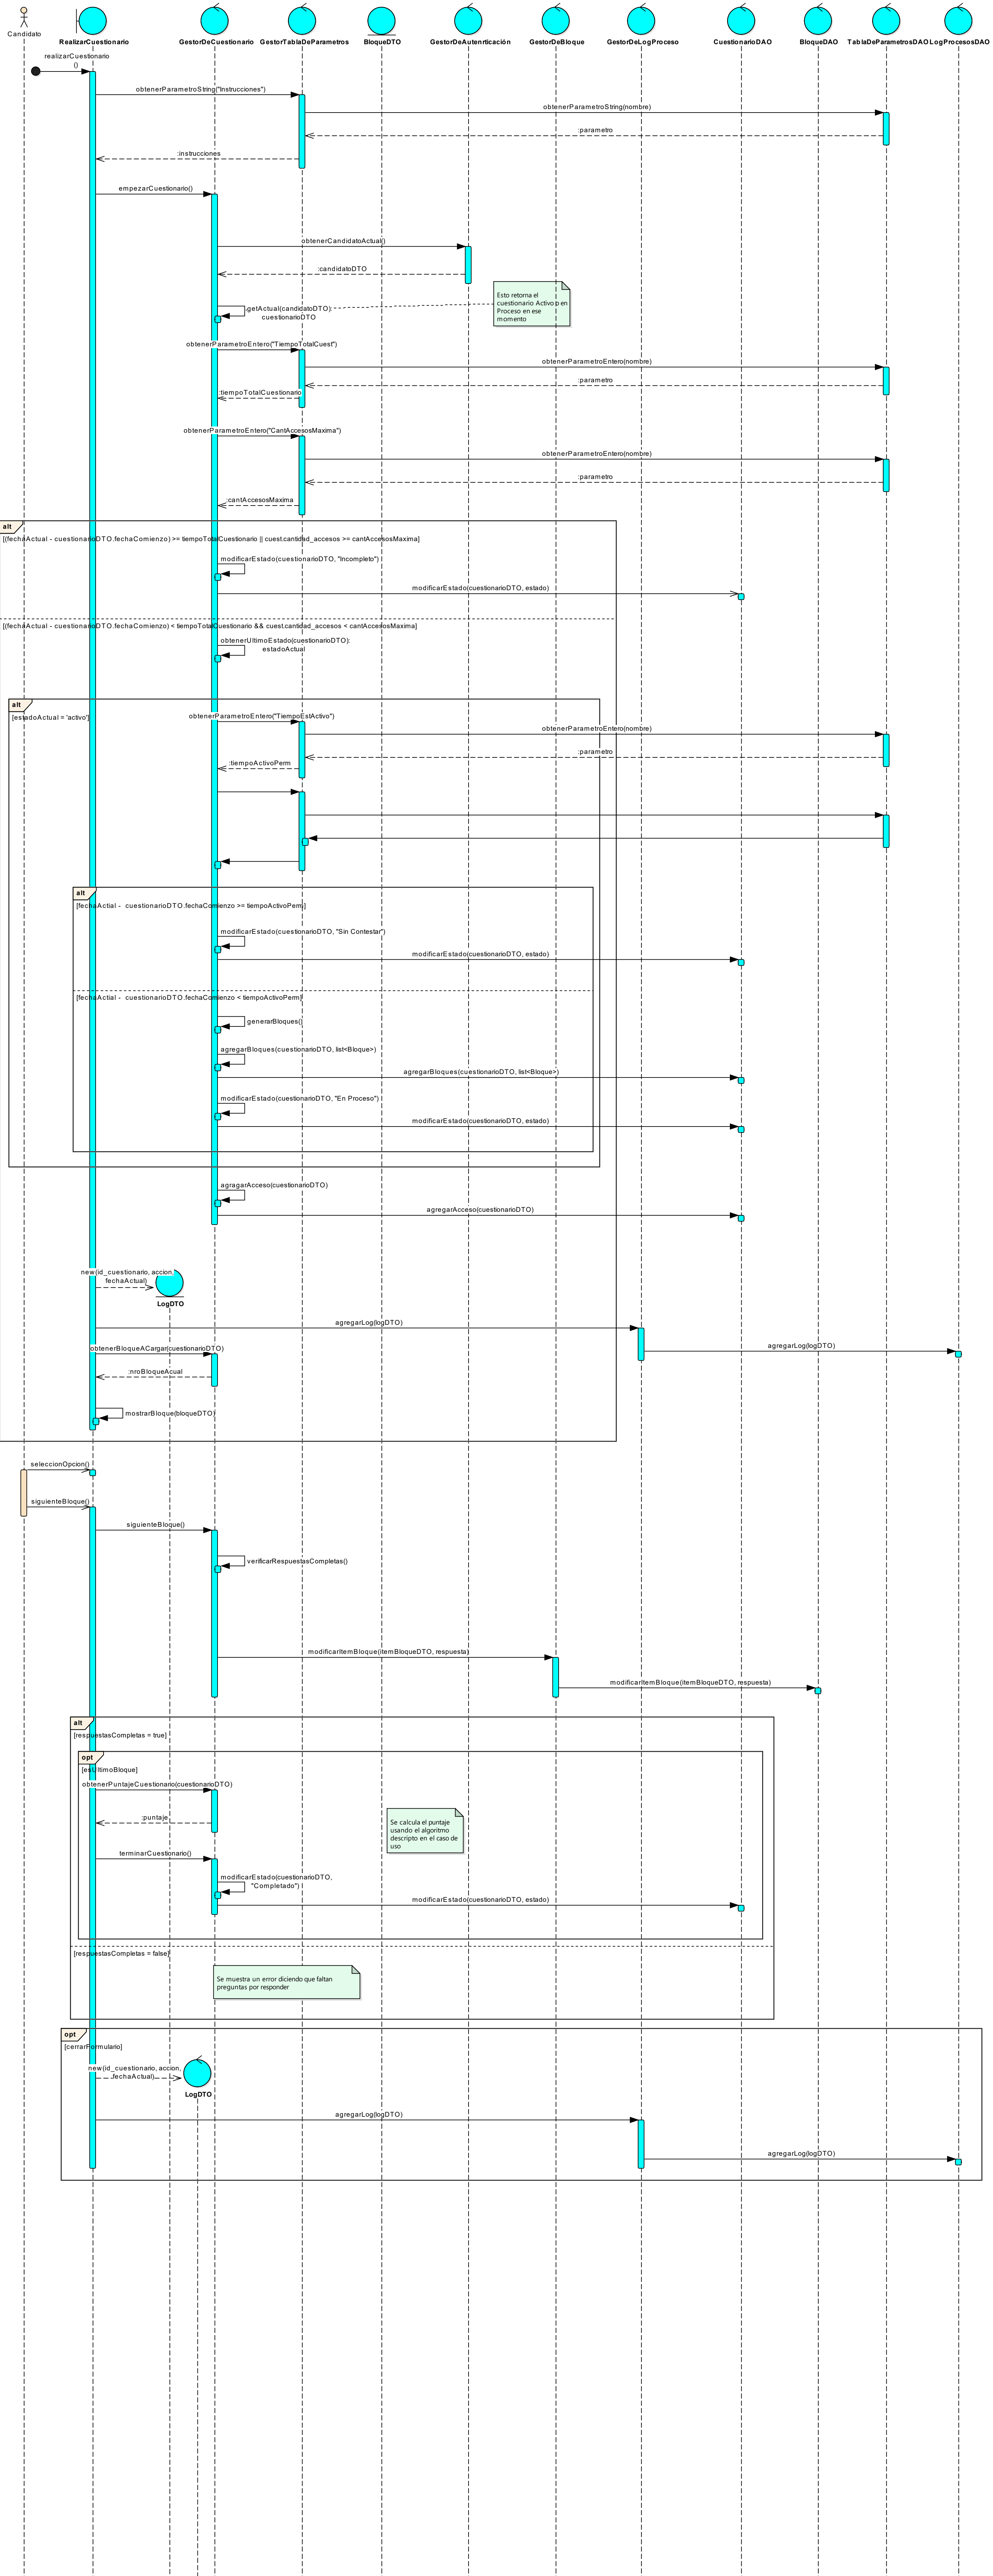 Candidato
RealizarCuestionario
GestorDeCuestionario
GestorTablaDeParametros
BloqueDTO
GestorDeAutenrticación
GestorDeBloque
GestorDeLogProceso
CuestionarioDAO
BloqueDAO
TablaDeParametrosDAO
LogProcesosDAO
realizarCuestionario
()
obtenerParametroString("Instrucciones")
obtenerParametroString(nombre)
:parametro
:instrucciones
empezarCuestionario()
obtenerCandidatoActual()
:candidatoDTO
Esto retorna el
cuestionario Activo p en
Proceso en ese
momento
getActual(candidatoDTO):
cuestionarioDTO
obtenerParametroEntero("TiempoTotalCuest")
obtenerParametroEntero(nombre)
:parametro
:tiempoTotalCuestionario
obtenerParametroEntero("CantAccesosMaxima")
obtenerParametroEntero(nombre)
:parametro
:cantAccesosMaxima
alt
[(fechaActual - cuestionarioDTO.fechaComienzo) >= tiempoTotalCuestionario || cuest.cantidad_accesos >= cantAccesosMaxima]
modificarEstado(cuestionarioDTO, "Incompleto")
modificarEstado(cuestionarioDTO, estado)
[(fechaActual - cuestionarioDTO.fechaComienzo) < tiempoTotalCuestionario && cuest.cantidad_accesos < cantAccesosMaxima]
obtenerUltimoEstado(cuestionarioDTO):
estadoActual
alt
[estadoActual = 'activo']
obtenerParametroEntero("TiempoEstActivo")
obtenerParametroEntero(nombre)
:parametro
:tiempoActivoPerm
alt
[fechaActial - cuestionarioDTO.fechaComienzo >= tiempoActivoPerm]
modificarEstado(cuestionarioDTO, "Sin Contestar")
modificarEstado(cuestionarioDTO, estado)
[fechaActial - cuestionarioDTO.fechaComienzo < tiempoActivoPerm]
generarBloques()
agregarBloques(cuestionarioDTO, list<Bloque>)
agregarBloques(cuestionarioDTO, list<Bloque>)
modificarEstado(cuestionarioDTO, "En Proceso")
modificarEstado(cuestionarioDTO, estado)
agragarAcceso(cuestionarioDTO)
agregarAcceso(cuestionarioDTO)
new(id_cuestionario, accion,
fechaActual)
LogDTO
agregarLog(logDTO)
agregarLog(logDTO)
obtenerBloqueACargar(cuestionarioDTO)
:nroBloqueAcual
mostrarBloque(bloqueDTO)
seleccionOpcion()
siguienteBloque()
siguienteBloque()
verificarRespuestasCompletas()
modificarItemBloque(itemBloqueDTO, respuesta)
modificarItemBloque(itemBloqueDTO, respuesta)
alt
[respuestasCompletas = true]
opt
[esUltimoBloque]
obtenerPuntajeCuestionario(cuestionarioDTO)
:puntaje
Se calcula el puntaje
usando el algoritmo
descripto en el caso de
uso
terminarCuestionario()
modificarEstado(cuestionarioDTO,
"Completado")
modificarEstado(cuestionarioDTO, estado)
[respuestasCompletas = false]
Se muestra un error diciendo que faltan
preguntas por responder
opt
[cerrarFormulario]
new(id_cuestionario, accion,
fechaActual)
LogDTO
agregarLog(logDTO)
agregarLog(logDTO)